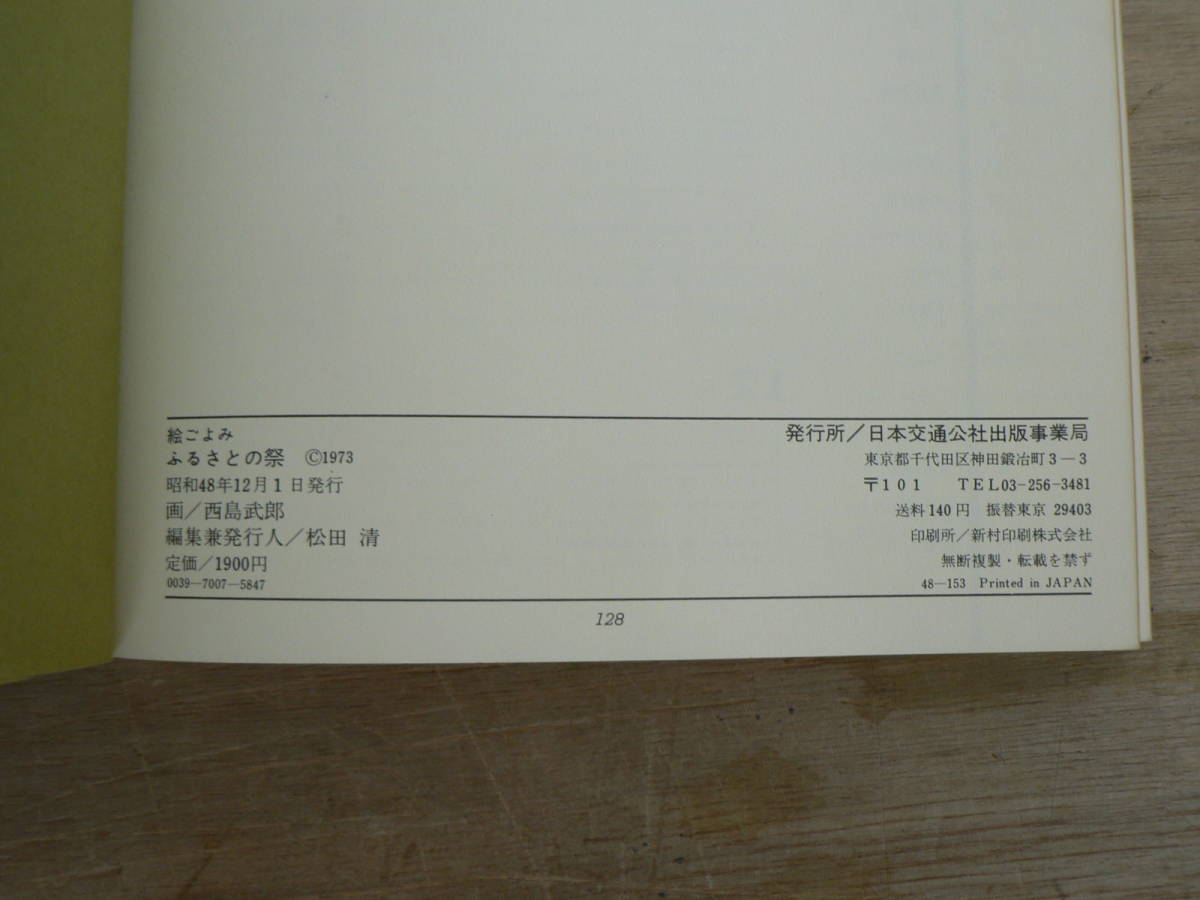 絵ごよみ
ふるさとの祭 ©1973
昭和48年12月1日発行
画/西島武郎
編集兼発行人/松田 清
定価/1900円
0039―7007―5847
発行所/日本交通公社出版事業局
東京都千代田区神田鍛冶町3―3
〒101 TEL03-256-3481
送料140円 振替東京 29403
印刷所/新村印刷株式会社
無断複製・転載を禁ず
48―153 Printed in JAPAN
128